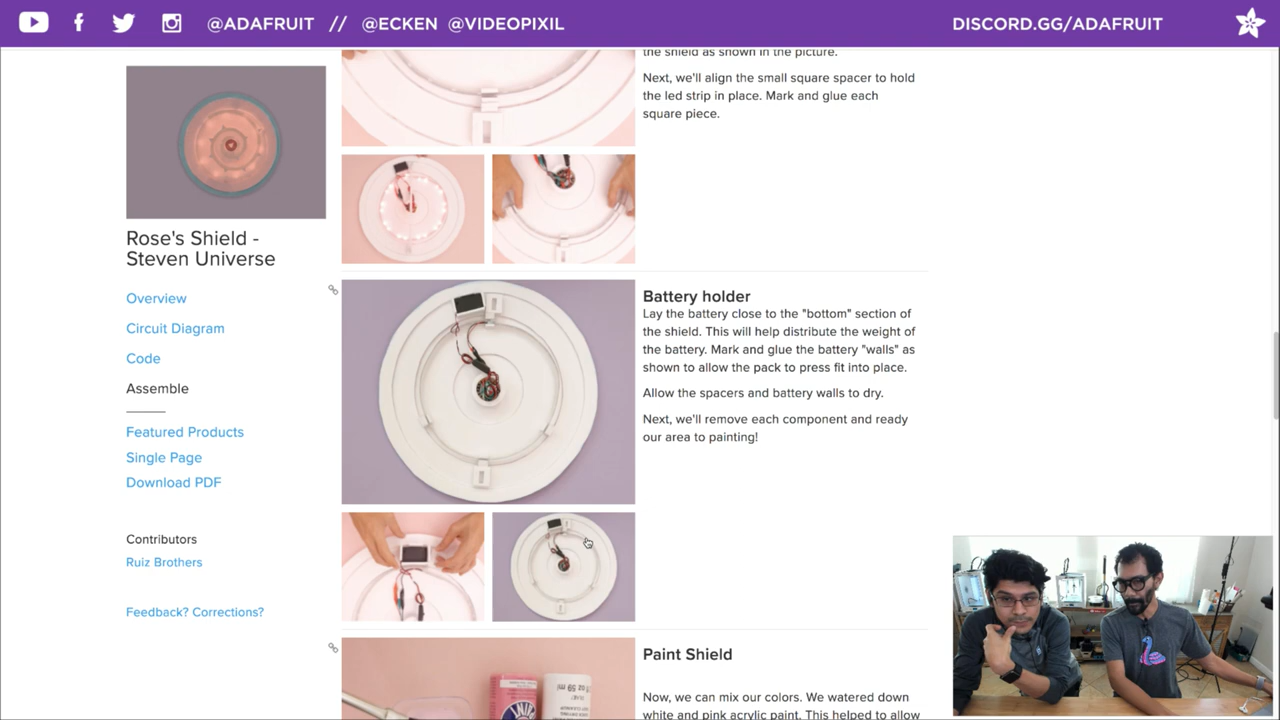 @ADAFRUIT // @ECKEN @VIDEOPIXIL
DISCORD.GG/ADAFRUIT
the shield as shown in the picture.
Next, we'll align the small square spacer to hold
the led strip in place. Mark and glue each
square piece.
Rose's Shield -
Steven Universe
Overview
Circuit Diagram
Code
Assemble
Featured Products
Single Page
Download PDF
Contributors
Ruiz Brothers
Feedback? Corrections?
Battery holder
Lay the battery close to the "bottom" section of
the shield. This will help distribute the weight of
the battery. Mark and glue the battery "walls" as
shown to allow the pack to press fit into place.
Allow the spacers and battery walls to dry.
Next, we'll remove each component and ready
our area to painting!
Paint Shield
Now, we can mix our colors. We watered down
white and pink acrylic paint. This helped to allow